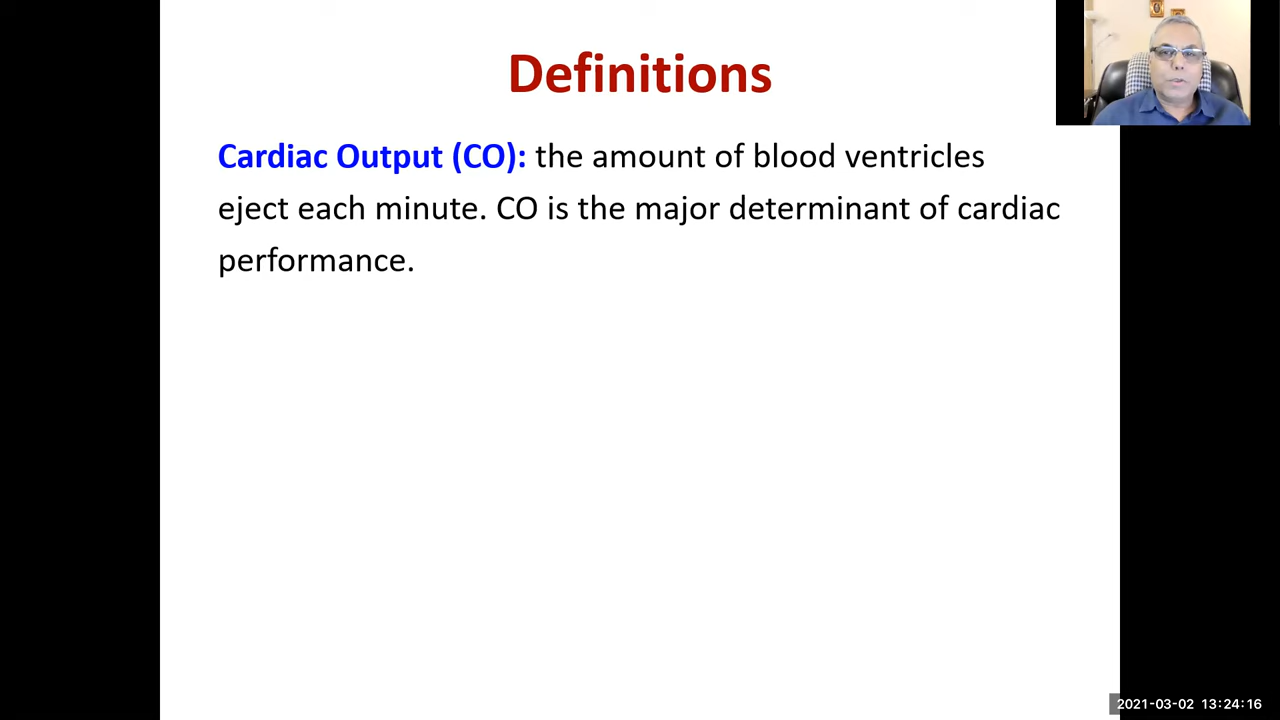 Definitions
Cardiac Output (CO): the amount of blood ventricles
eject each minute. CO is the major determinant of cardiac
performance.
2021-03-02 13:24:16